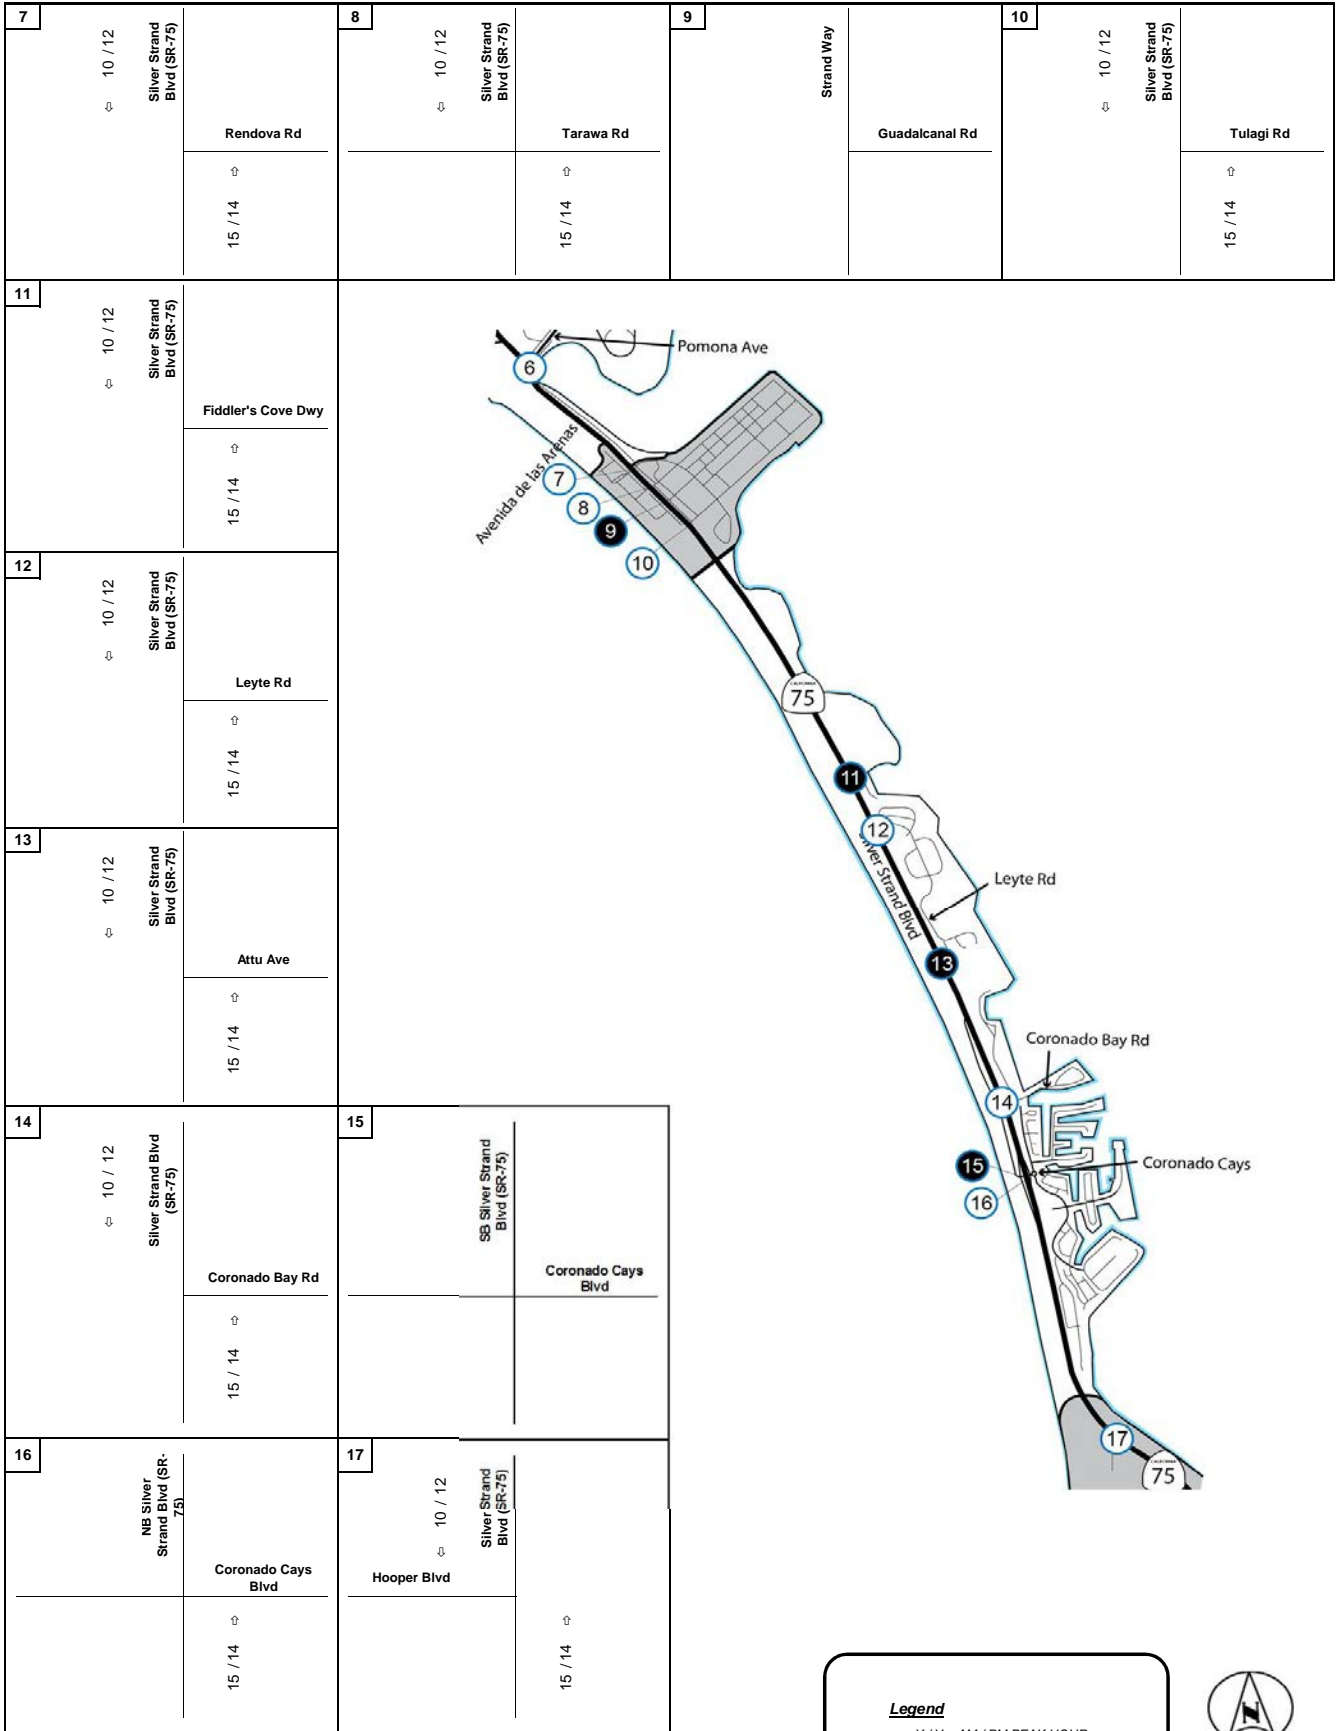 7
10 / 12
Silver Strand
Blvd (SR-75)
Rendova Rd
15 / 14
8
10 / 12
Silver Strand
Blvd (SR-75)
Tarawa Rd
15 / 14
9
Strand Way
Guadalcanal Rd
10
10 / 12
Silver Strand
Blvd (SR-75)
Tulagi Rd
15 / 14
11
10 / 12
Silver Strand
Blvd (SR-75)
Fiddler's Cove Dwy
15 / 14
12
10 / 12
Silver Strand
Blvd (SR-75)
Leyte Rd
15 / 14
13
10 / 12
Silver Strand
Blvd (SR-75)
Attu Ave
15 / 14
14
10 / 12
Silver Strand Blvd
(SR-75)
Coronado Bay Rd
15 / 14
15
SB Silver Strand
Blvd (SR-75)
Coronado Cays
Blvd
16
NB Silver
Strand Blvd (SR-
75)
Coronado Cays
Blvd
15 / 14
17
10 / 12
Silver Strand
Blvd (SR-75)
Hooper Blvd
15 / 14
Pomona Ave
6
Avenida de las Arenas
7
8
9
10
CALIFORNIA
75
11
12
Silver Strand Blvd
Leyte Rd
13
Coronado Bay Rd
14
15
Coronado Cays
16
17
CALIFORNIA
75
Legend
X / Y = AM / PM PEAK HOUR
N